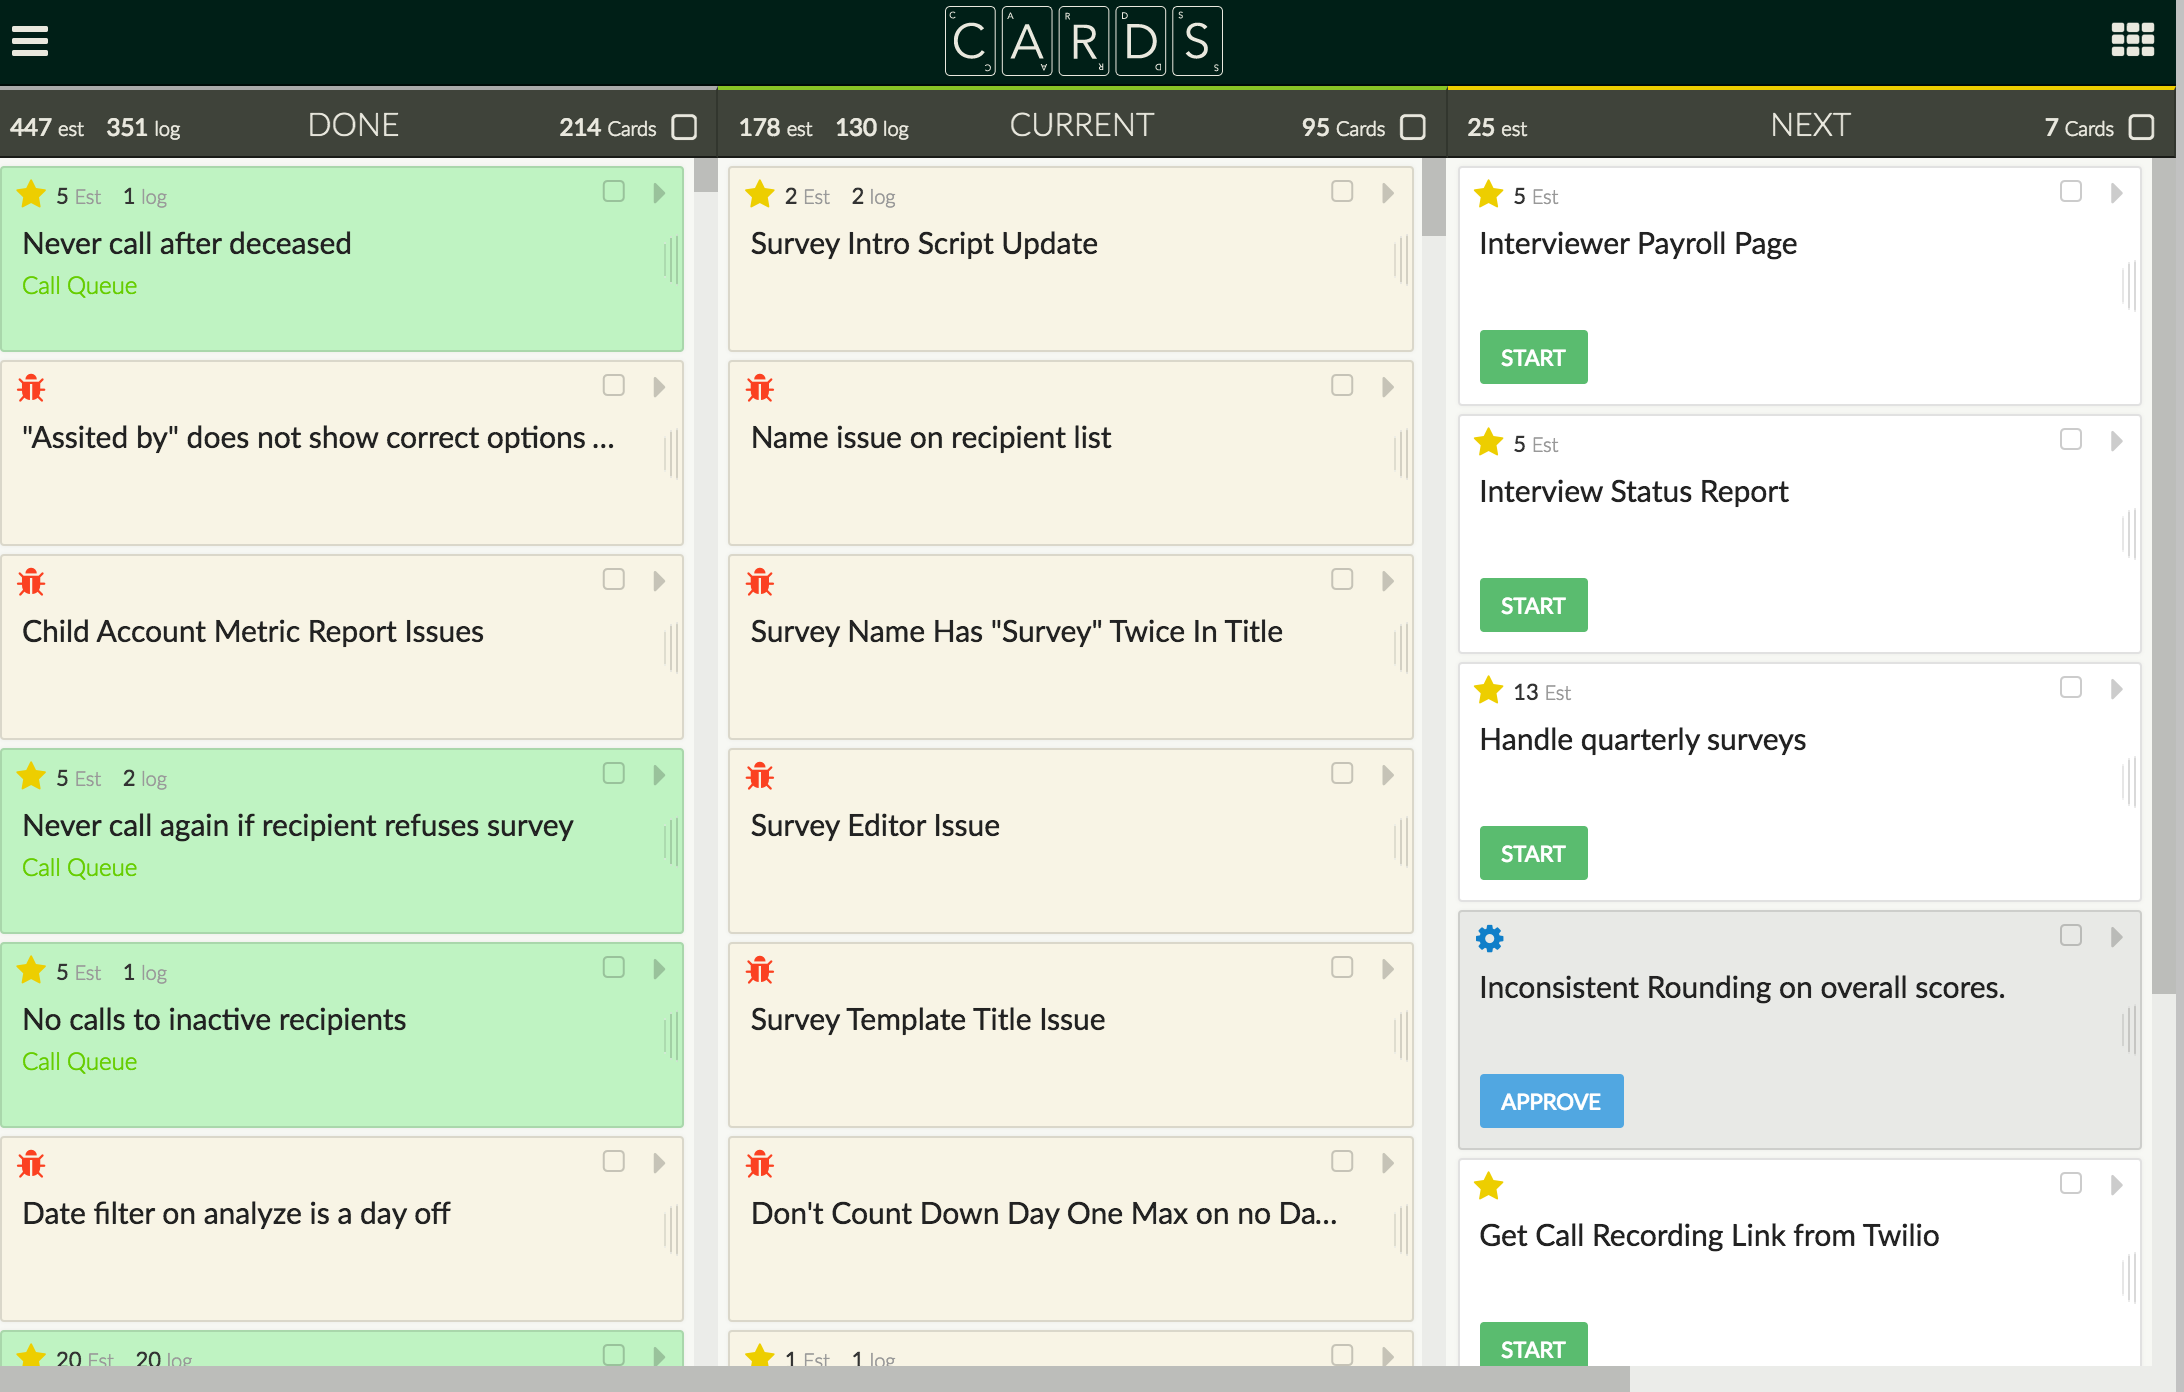 CARDS
447 est 351 log DONE 214 Cards
178 est 130 log CURRENT 95 Cards
25 est NEXT 7 Cards
5 Est 1 log
Never call after deceased
Call Queue
"Assited by" does not show correct options ...
Child Account Metric Report Issues
5 Est 2 log
Never call again if recipient refuses survey
Call Queue
5 Est 1 log
No calls to inactive recipients
Call Queue
Date filter on analyze is a day off
20 Est 20 log
2 Est 2 log
Survey Intro Script Update
Name issue on recipient list
Survey Name Has "Survey" Twice In Title
Survey Editor Issue
Survey Template Title Issue
Don't Count Down Day One Max on no Da...
1 Est 1 log
5 Est
Interviewer Payroll Page
START
5 Est
Interview Status Report
START
13 Est
Handle quarterly surveys
START
Inconsistent Rounding on overall scores.
APPROVE
Get Call Recording Link from Twilio
START